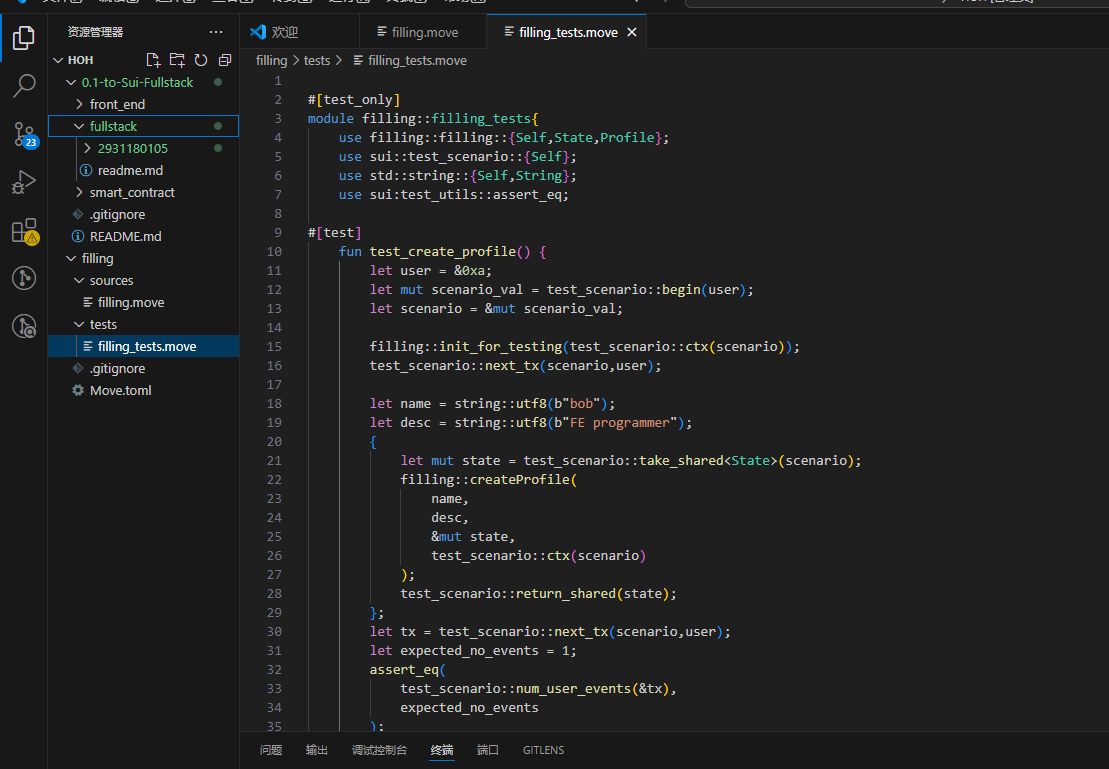 资源管理器
HOH
0.1-to-Sui-Fullstack
front_end
fullstack
2931180105
readme.md
smart_contract
.gitignore
README.md
filling
sources
filling.move
tests
filling_tests.move
.gitignore
Move.toml
23
欢迎
filling.move
filling_tests.move
filling > tests > filling_tests.move
1
2 #[test_only]
3 module filling::filling_tests{
4 use filling::filling::{Self,State,Profile};
5 use sui::test_scenario::{Self};
6 use std::string::{Self,String};
7 use sui:test_utils::assert_eq;
8
9 #[test]
10 fun test_create_profile() {
11 let user = &0xa;
12 let mut scenario_val = test_scenario::begin(user);
13 let scenario = &mut scenario_val;
14
15 filling::init_for_testing(test_scenario::ctx(scenario));
16 test_scenario::next_tx(scenario,user);
17
18 let name = string::utf8(b"bob");
19 let desc = string::utf8(b"FE programmer");
20 {
21 let mut state = test_scenario::take_shared<State>(scenario);
22 filling::createProfile(
23 name,
24 desc,
25 &mut state,
26 test_scenario::ctx(scenario)
27 );
28 test_scenario::return_shared(state);
29 };
30 let tx = test_scenario::next_tx(scenario,user);
31 let expected_no_events = 1;
32 assert_eq(
33 test_scenario::num_user_events(&tx),
34 expected_no_events
35 );
问题 输出 调试控制台 终端 端口 GITLENS